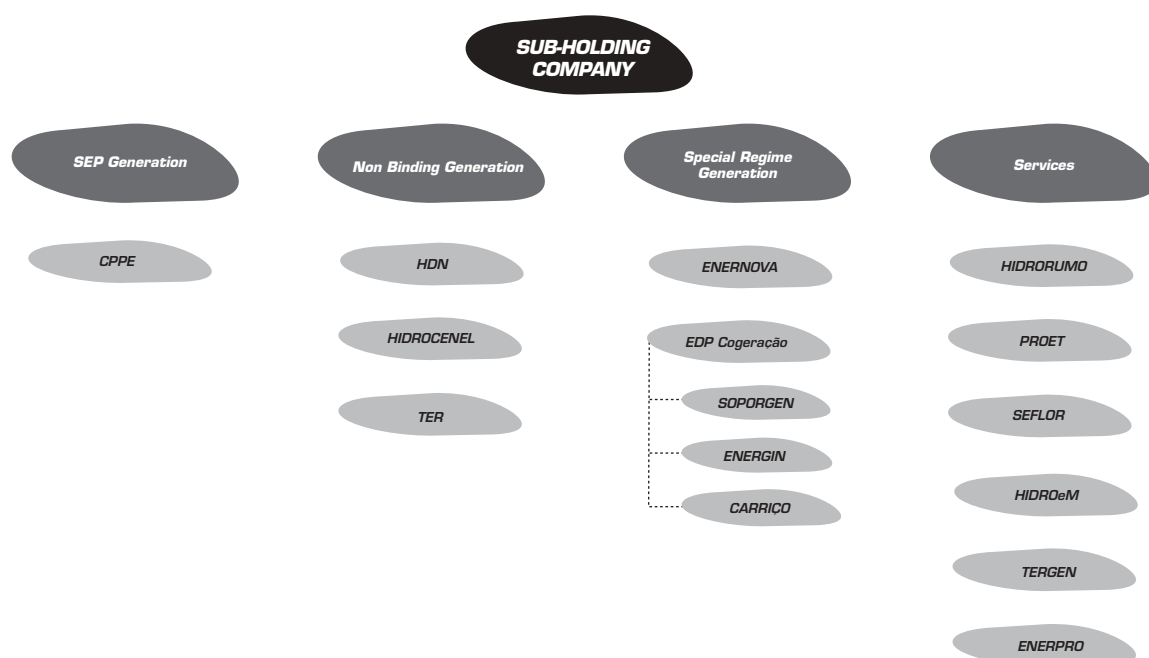 SUB-HOLDING
COMPANY
SEP Generation
Non Binding Generation
Special Regime
Generation
Services
CPPE
HDN
HIDROCENEL
TER
ENERNOVA
EDP Cogeração
SOPORGEN
ENERGIN
CARRIÇO
HIDRORUMO
PROET
SEFLOR
HIDROeM
TERGEN
ENERPRO